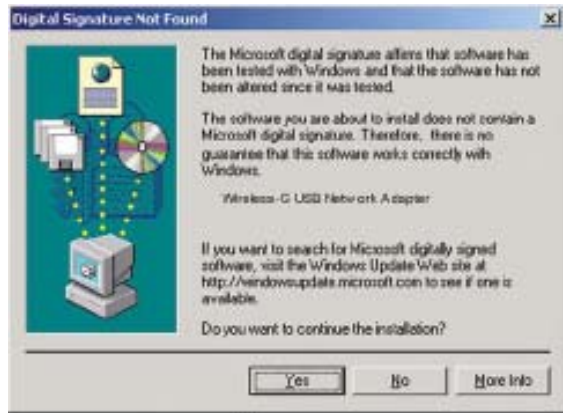 Digital Signature Not Found
The Microsoft digital signature affirms that software has
been tested with Windows and that the software has not
been altered since it was tested.
The software you are about to install does not contain a
Microsoft digital signature. Therefore, there is no
guarantee that this software works correctly with
Windows.
Wireless-G USB Network Adapter
If you want to search for Microsoft digitally signed
software, visit the Windows Update Web site at
http://windowsupdate.microsoft.com to see if one is
available.
Do you want to continue the installation?
Yes
No
More Info